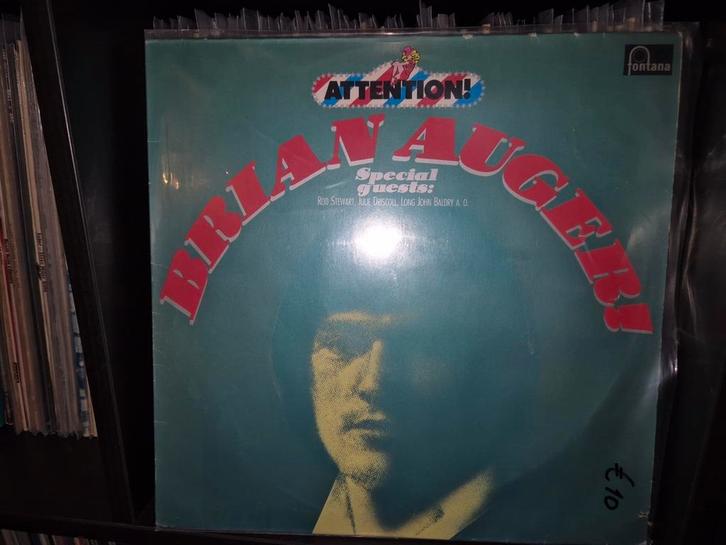 fontana
ATTENTION!
BRIAN AUGER!
Special
guests:
ROD STEWART, JULIE DRISCOLL, LONG JOHN BALDRY A. O.
€10